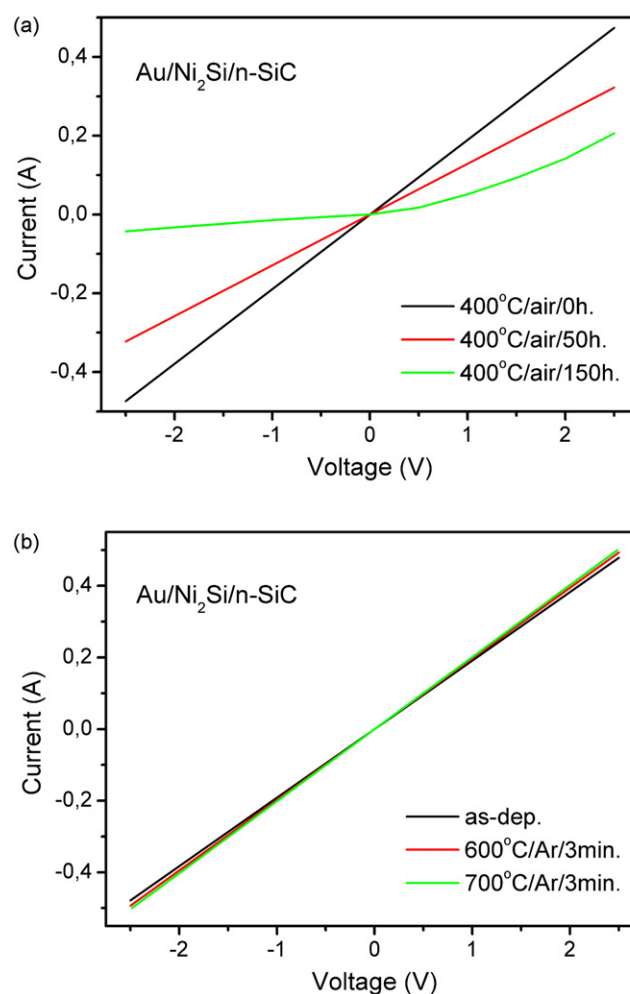 (a)
Au/Ni₂Si/n-SiC
Current (A)
0,4
0,2
0,0
-0,2
-0,4
400°C/air/0h.
400°C/air/50h.
400°C/air/150h.
-2 -1 0 1 2
Voltage (V)
(b)
Au/Ni₂Si/n-SiC
Current (A)
0,4
0,2
0,0
-0,2
-0,4
as-dep.
600°C/Ar/3min.
700°C/Ar/3min.
-2 -1 0 1 2
Voltage (V)